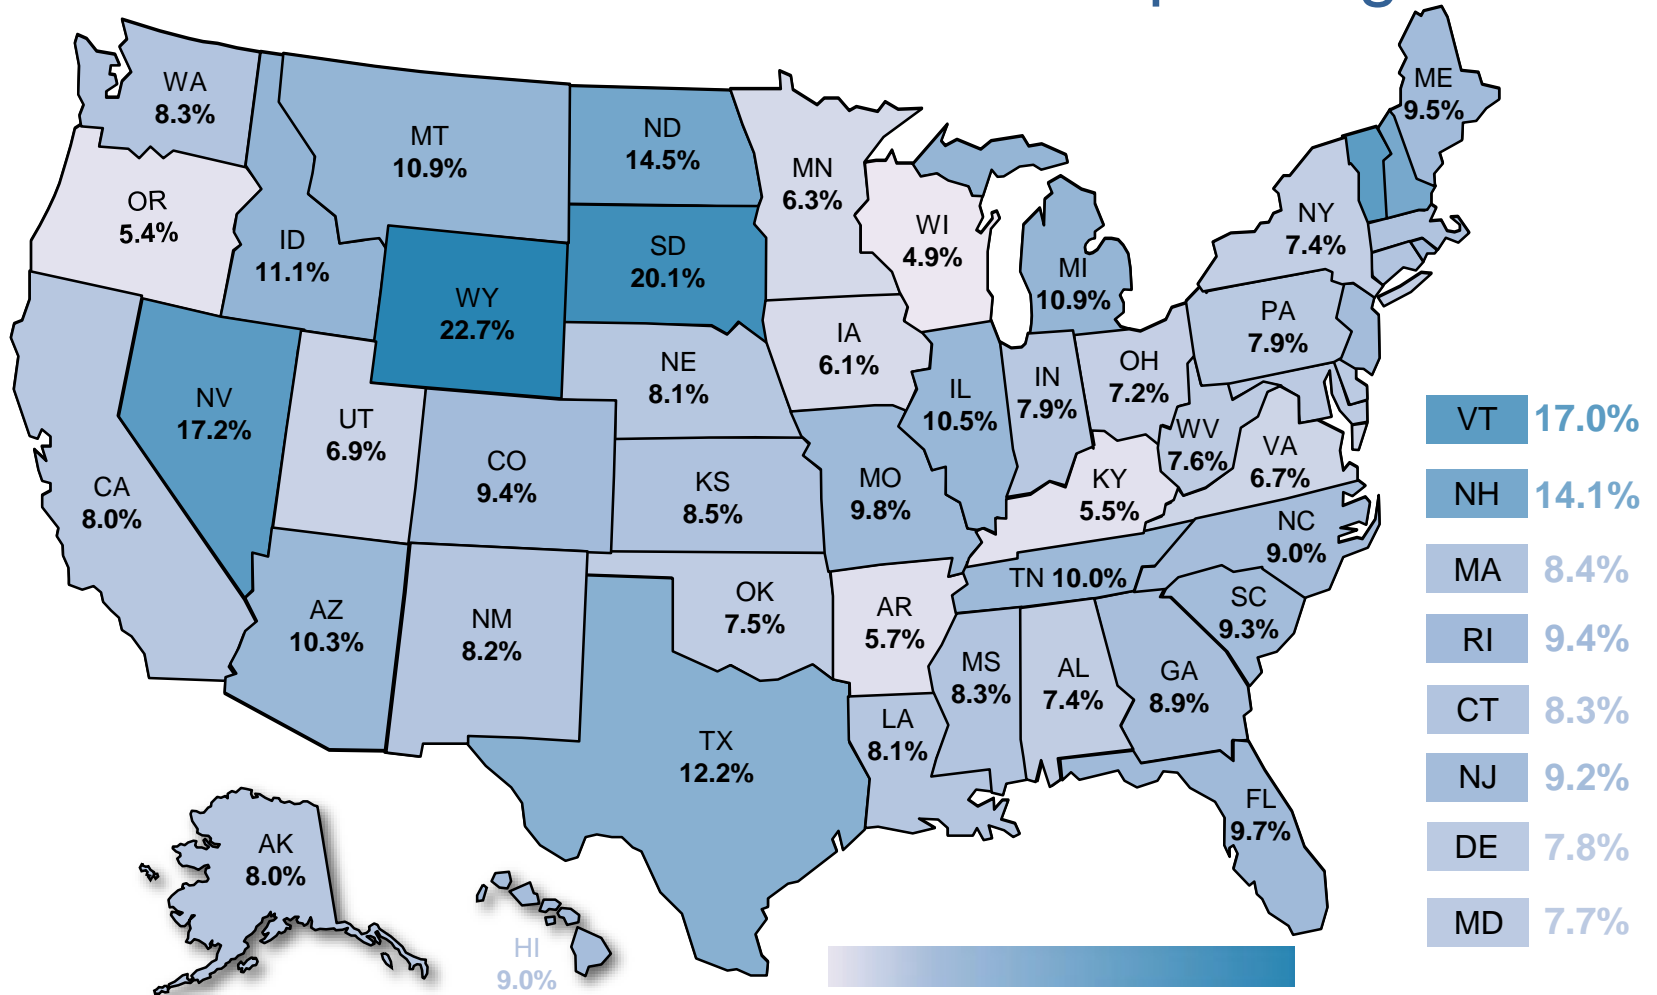 WA
8.3%
MT
10.9%
ND
14.5%
MN
6.3%
ME
9.5%
OR
5.4%
ID
11.1%
WY
22.7%
SD
20.1%
WI
4.9%
MI
10.9%
NY
7.4%
PA
7.9%
NV
17.2%
UT
6.9%
NE
8.1%
IA
6.1%
IL
10.5%
IN
7.9%
OH
7.2%
WV
7.6%
VA
6.7%
CA
8.0%
CO
9.4%
KS
8.5%
MO
9.8%
KY
5.5%
NC
9.0%
AZ
10.3%
NM
8.2%
OK
7.5%
AR
5.7%
TN 10.0%
SC
9.3%
MS
8.3%
AL
7.4%
GA
8.9%
TX
12.2%
LA
8.1%
FL
9.7%
AK
8.0%
HI
9.0%
VT 17.0%
NH 14.1%
MA 8.4%
RI 9.4%
CT 8.3%
NJ 9.2%
DE 7.8%
MD 7.7%